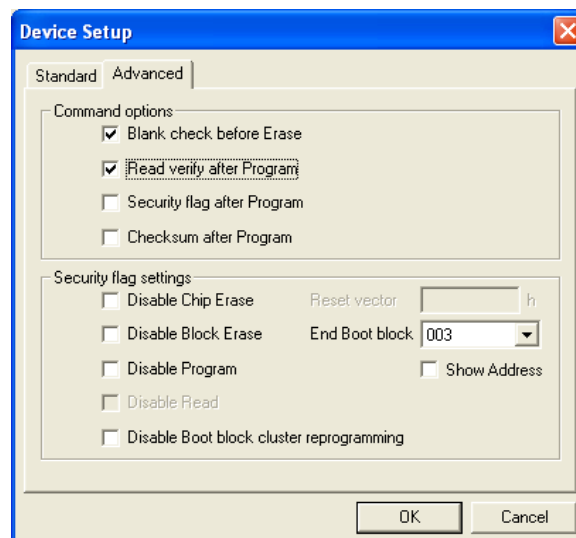 Device Setup
Standard Advanced
Command options
Blank check before Erase
Read verify after Program
Security flag after Program
Checksum after Program
Security flag settings
Disable Chip Erase Reset vector h
Disable Block Erase End Boot block 003
Disable Program Show Address
Disable Read
Disable Boot block cluster reprogramming
OK Cancel